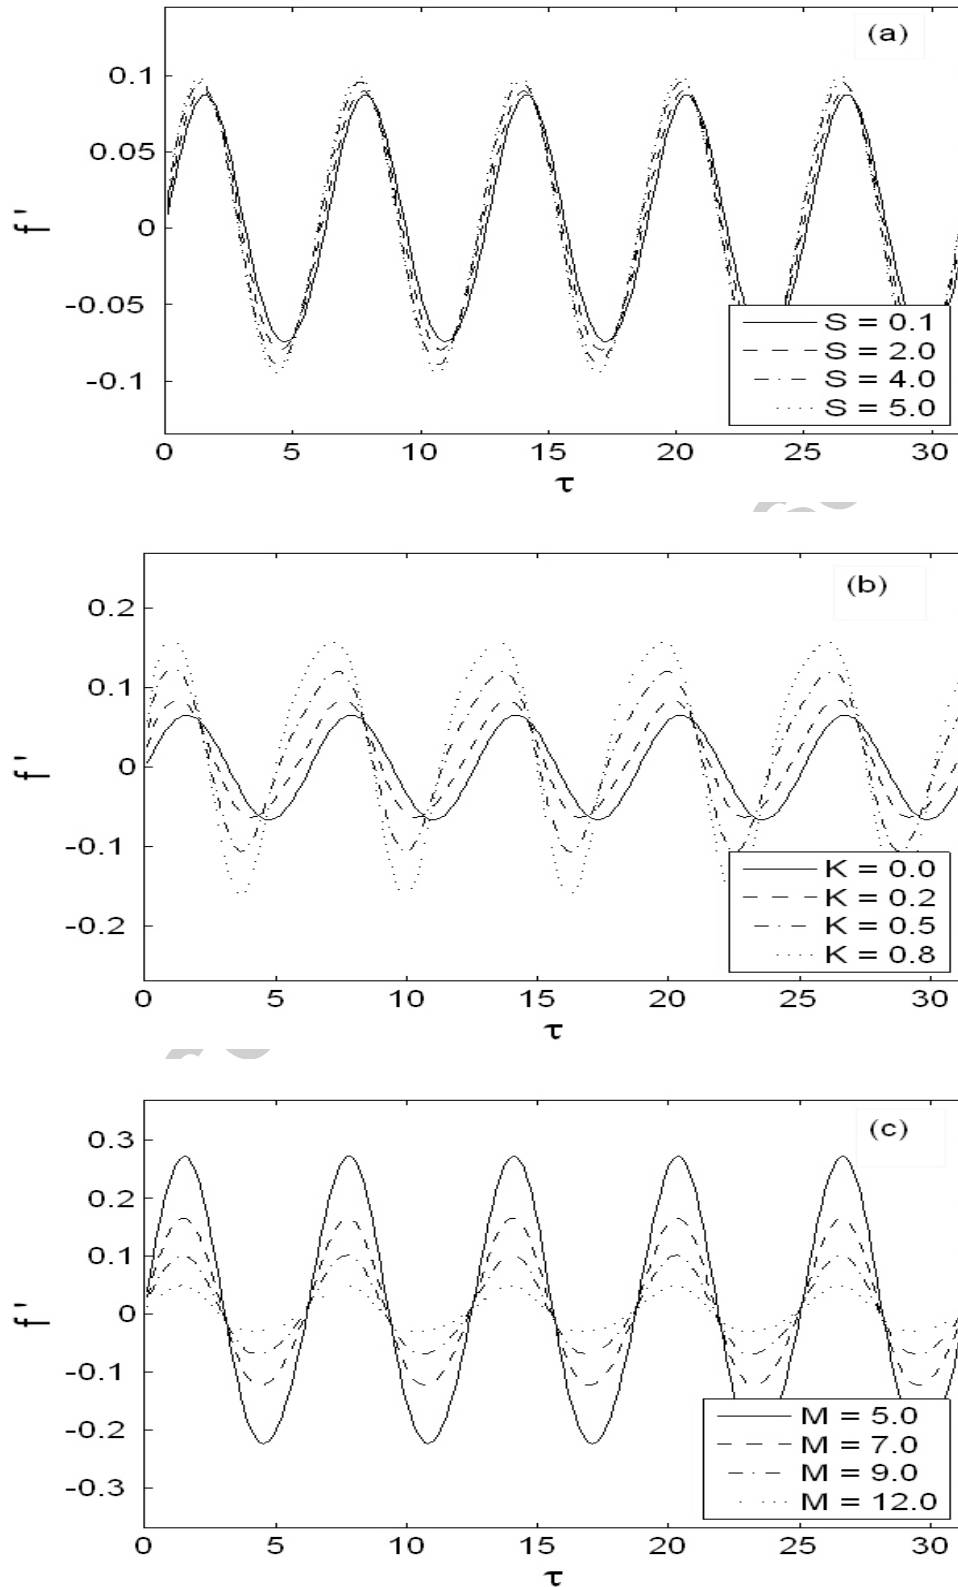 (a)
0.1
0.05
0
-0.05
-0.1
f '
S = 0.1
S = 2.0
S = 4.0
S = 5.0
0 5 10 15 20 25 30
τ
(b)
0.2
0.1
0
-0.1
-0.2
f '
K = 0.0
K = 0.2
K = 0.5
K = 0.8
0 5 10 15 20 25 30
τ
(c)
0.3
0.2
0.1
0
-0.1
-0.2
-0.3
f '
M = 5.0
M = 7.0
M = 9.0
M = 12.0
0 5 10 15 20 25 30
τ